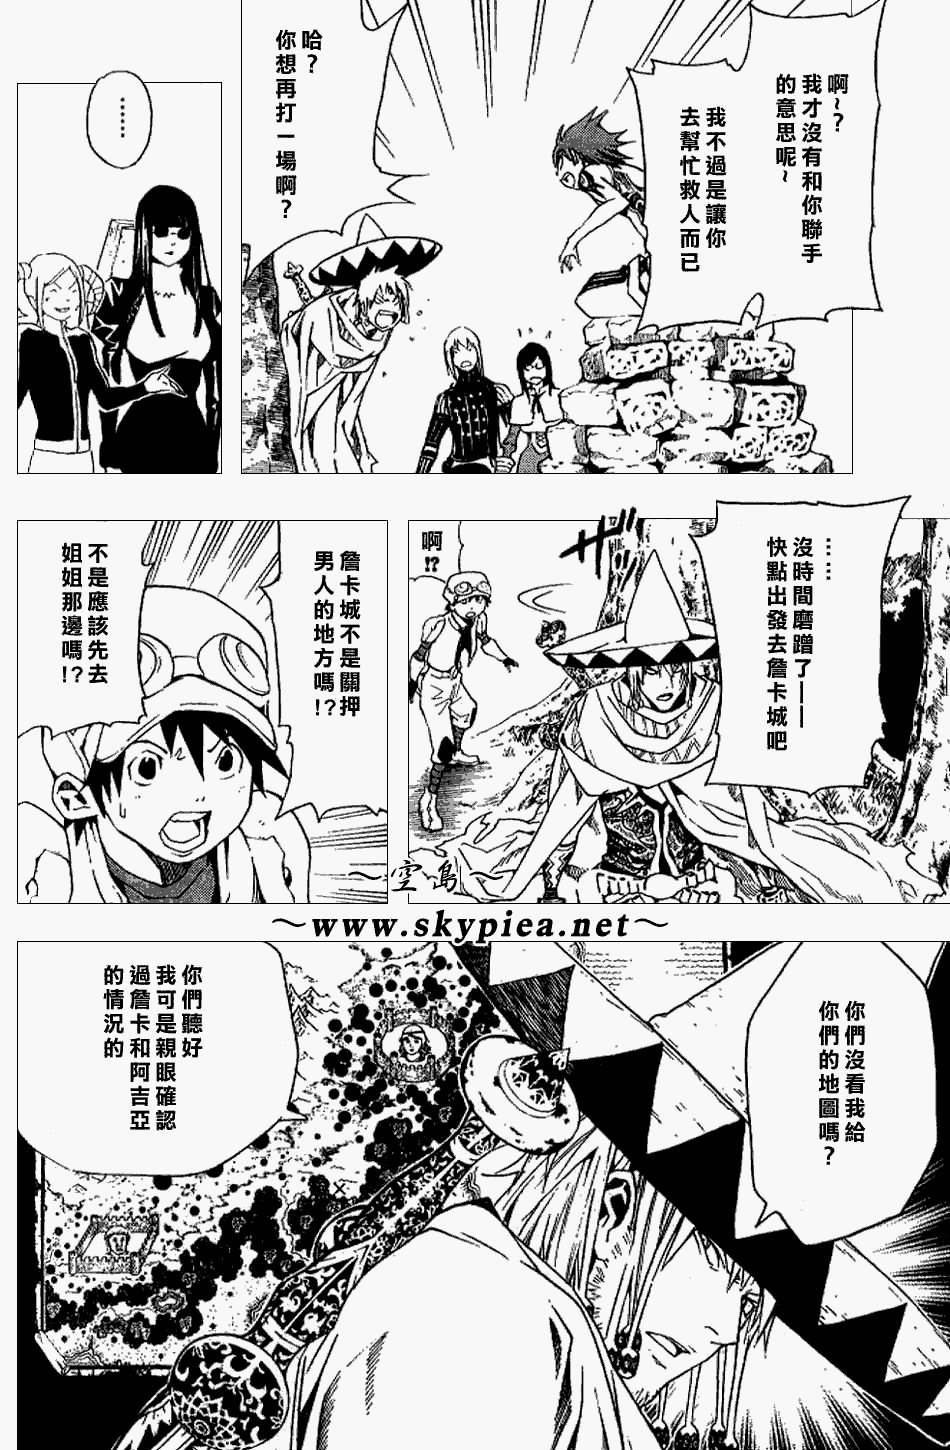 啊~?
我才沒有和你聯手
的意思呢~
我不過是讓你
去幫忙救人而已
哈?
你想再打一場啊?
……
……
沒時間磨蹭了——
快點出發去詹卡城吧
啊!?
詹卡城不是關押
男人的地方嗎!?
不是應該先去
姐姐那邊嗎!?
~空島~
~www.skypiea.net~
你們沒看我給
你們的地圖嗎?
你們聽好
我可是親眼確認
過詹卡和阿吉亞
的情況的